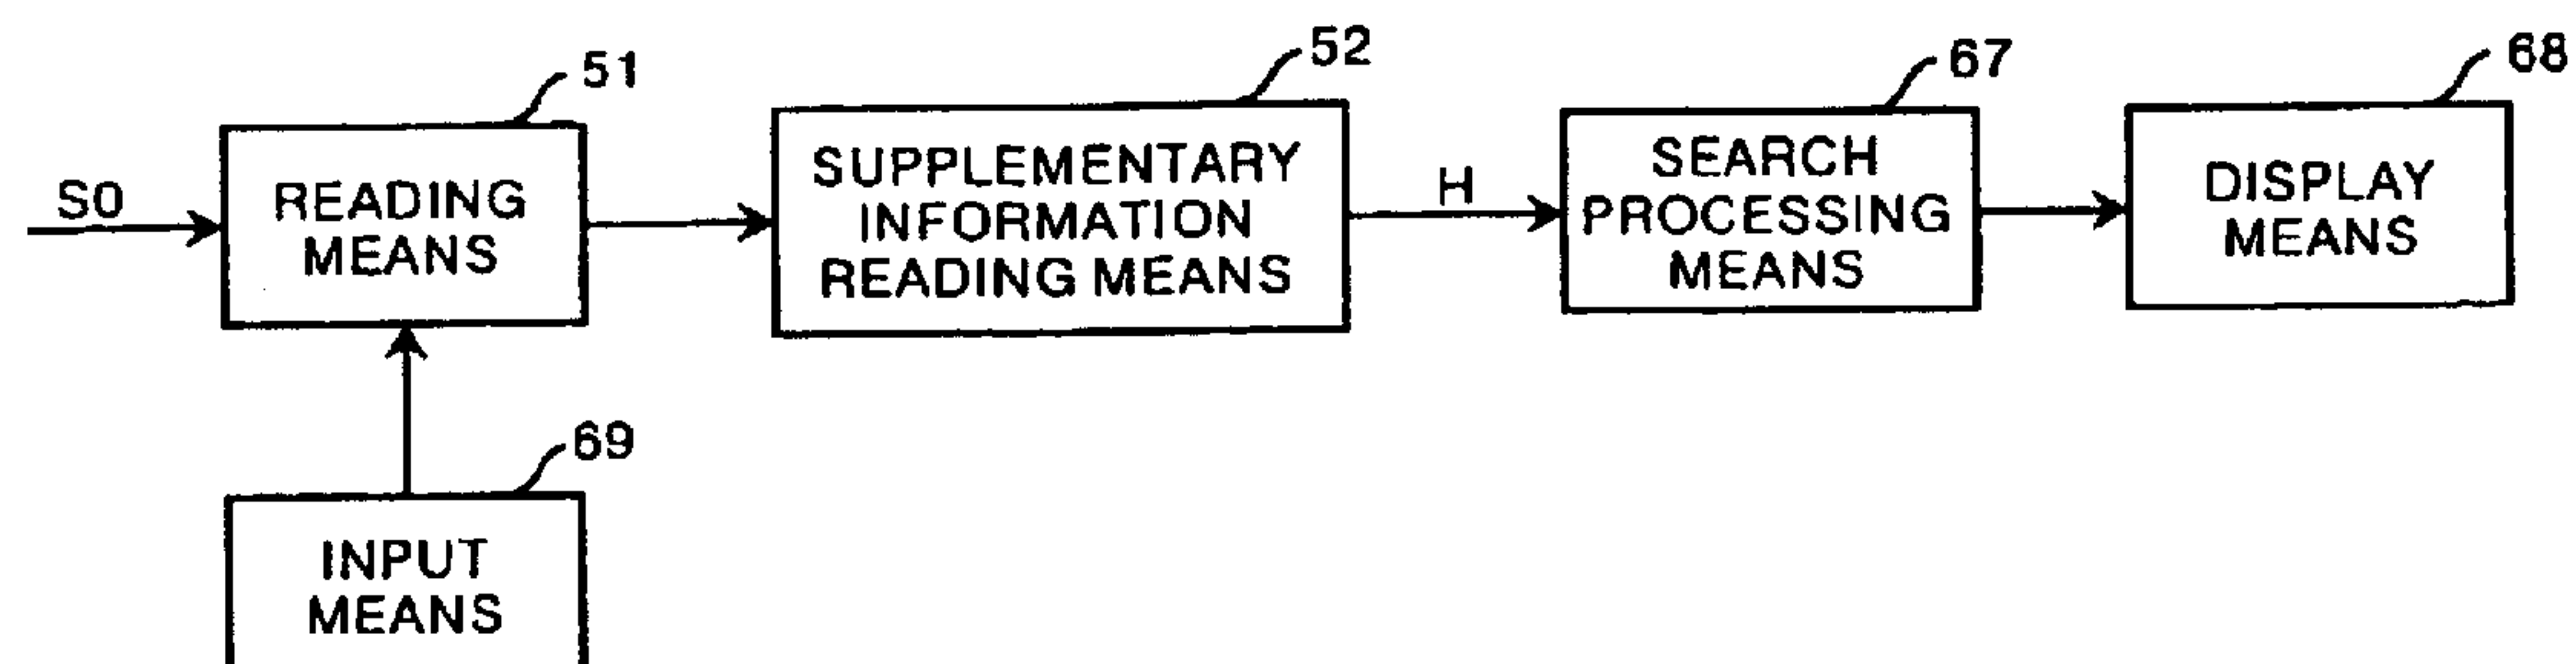 51
52
67
68
S0
READING
MEANS
SUPPLEMENTARY
INFORMATION
READING MEANS
H
SEARCH
PROCESSING
MEANS
DISPLAY
MEANS
69
INPUT
MEANS